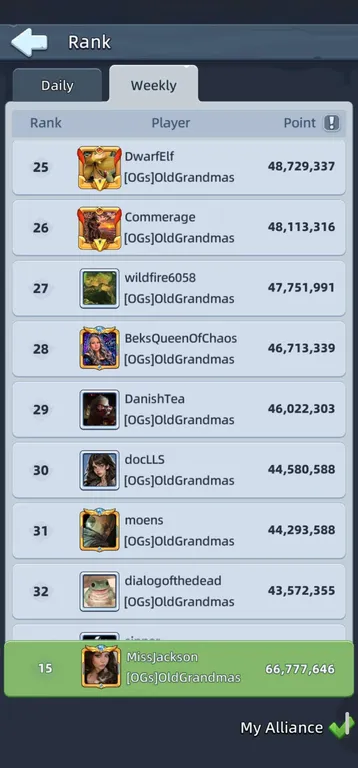 Rank
Daily
Weekly
Rank Player Point
25 DwarfElf 48,729,337
[OGs]OldGrandmas
26 Commerage 48,113,316
[OGs]OldGrandmas
27 wildfire6058 47,751,991
[OGs]OldGrandmas
28 BeksQueenOfChaos 46,713,339
[OGs]OldGrandmas
29 DanishTea 46,022,303
[OGs]OldGrandmas
30 docLLS 44,580,588
[OGs]OldGrandmas
31 moens 44,293,588
[OGs]OldGrandmas
32 dialogofthedead 43,572,355
[OGs]OldGrandmas
15 MissJackson 66,777,646
[OGs]OldGrandmas
My Alliance